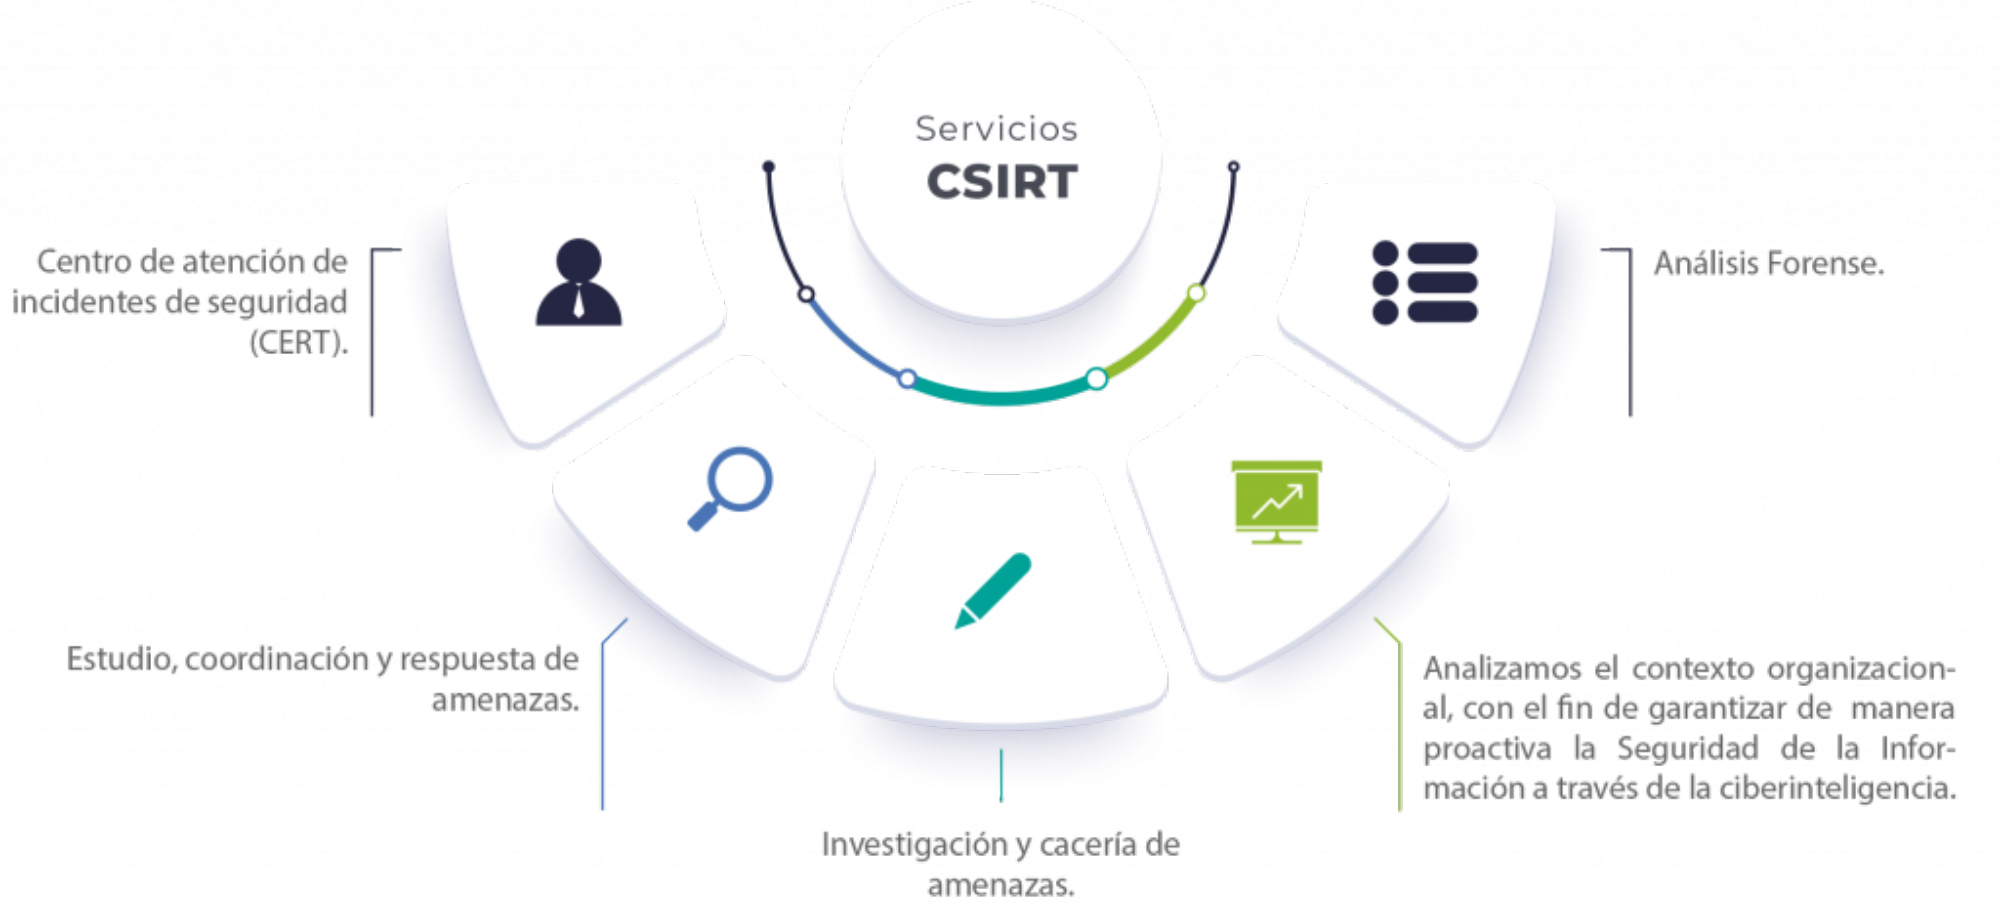 Servicios
CSIRT
Centro de atención de
incidentes de seguridad
(CERT).
Estudio, coordinación y respuesta de
amenazas.
Investigación y cacería de
amenazas.
Analizamos el contexto organizacion-
al, con el fin de garantizar de manera
proactiva la Seguridad de la Infor-
mación a través de la ciberinteligencia.
Análisis Forense.